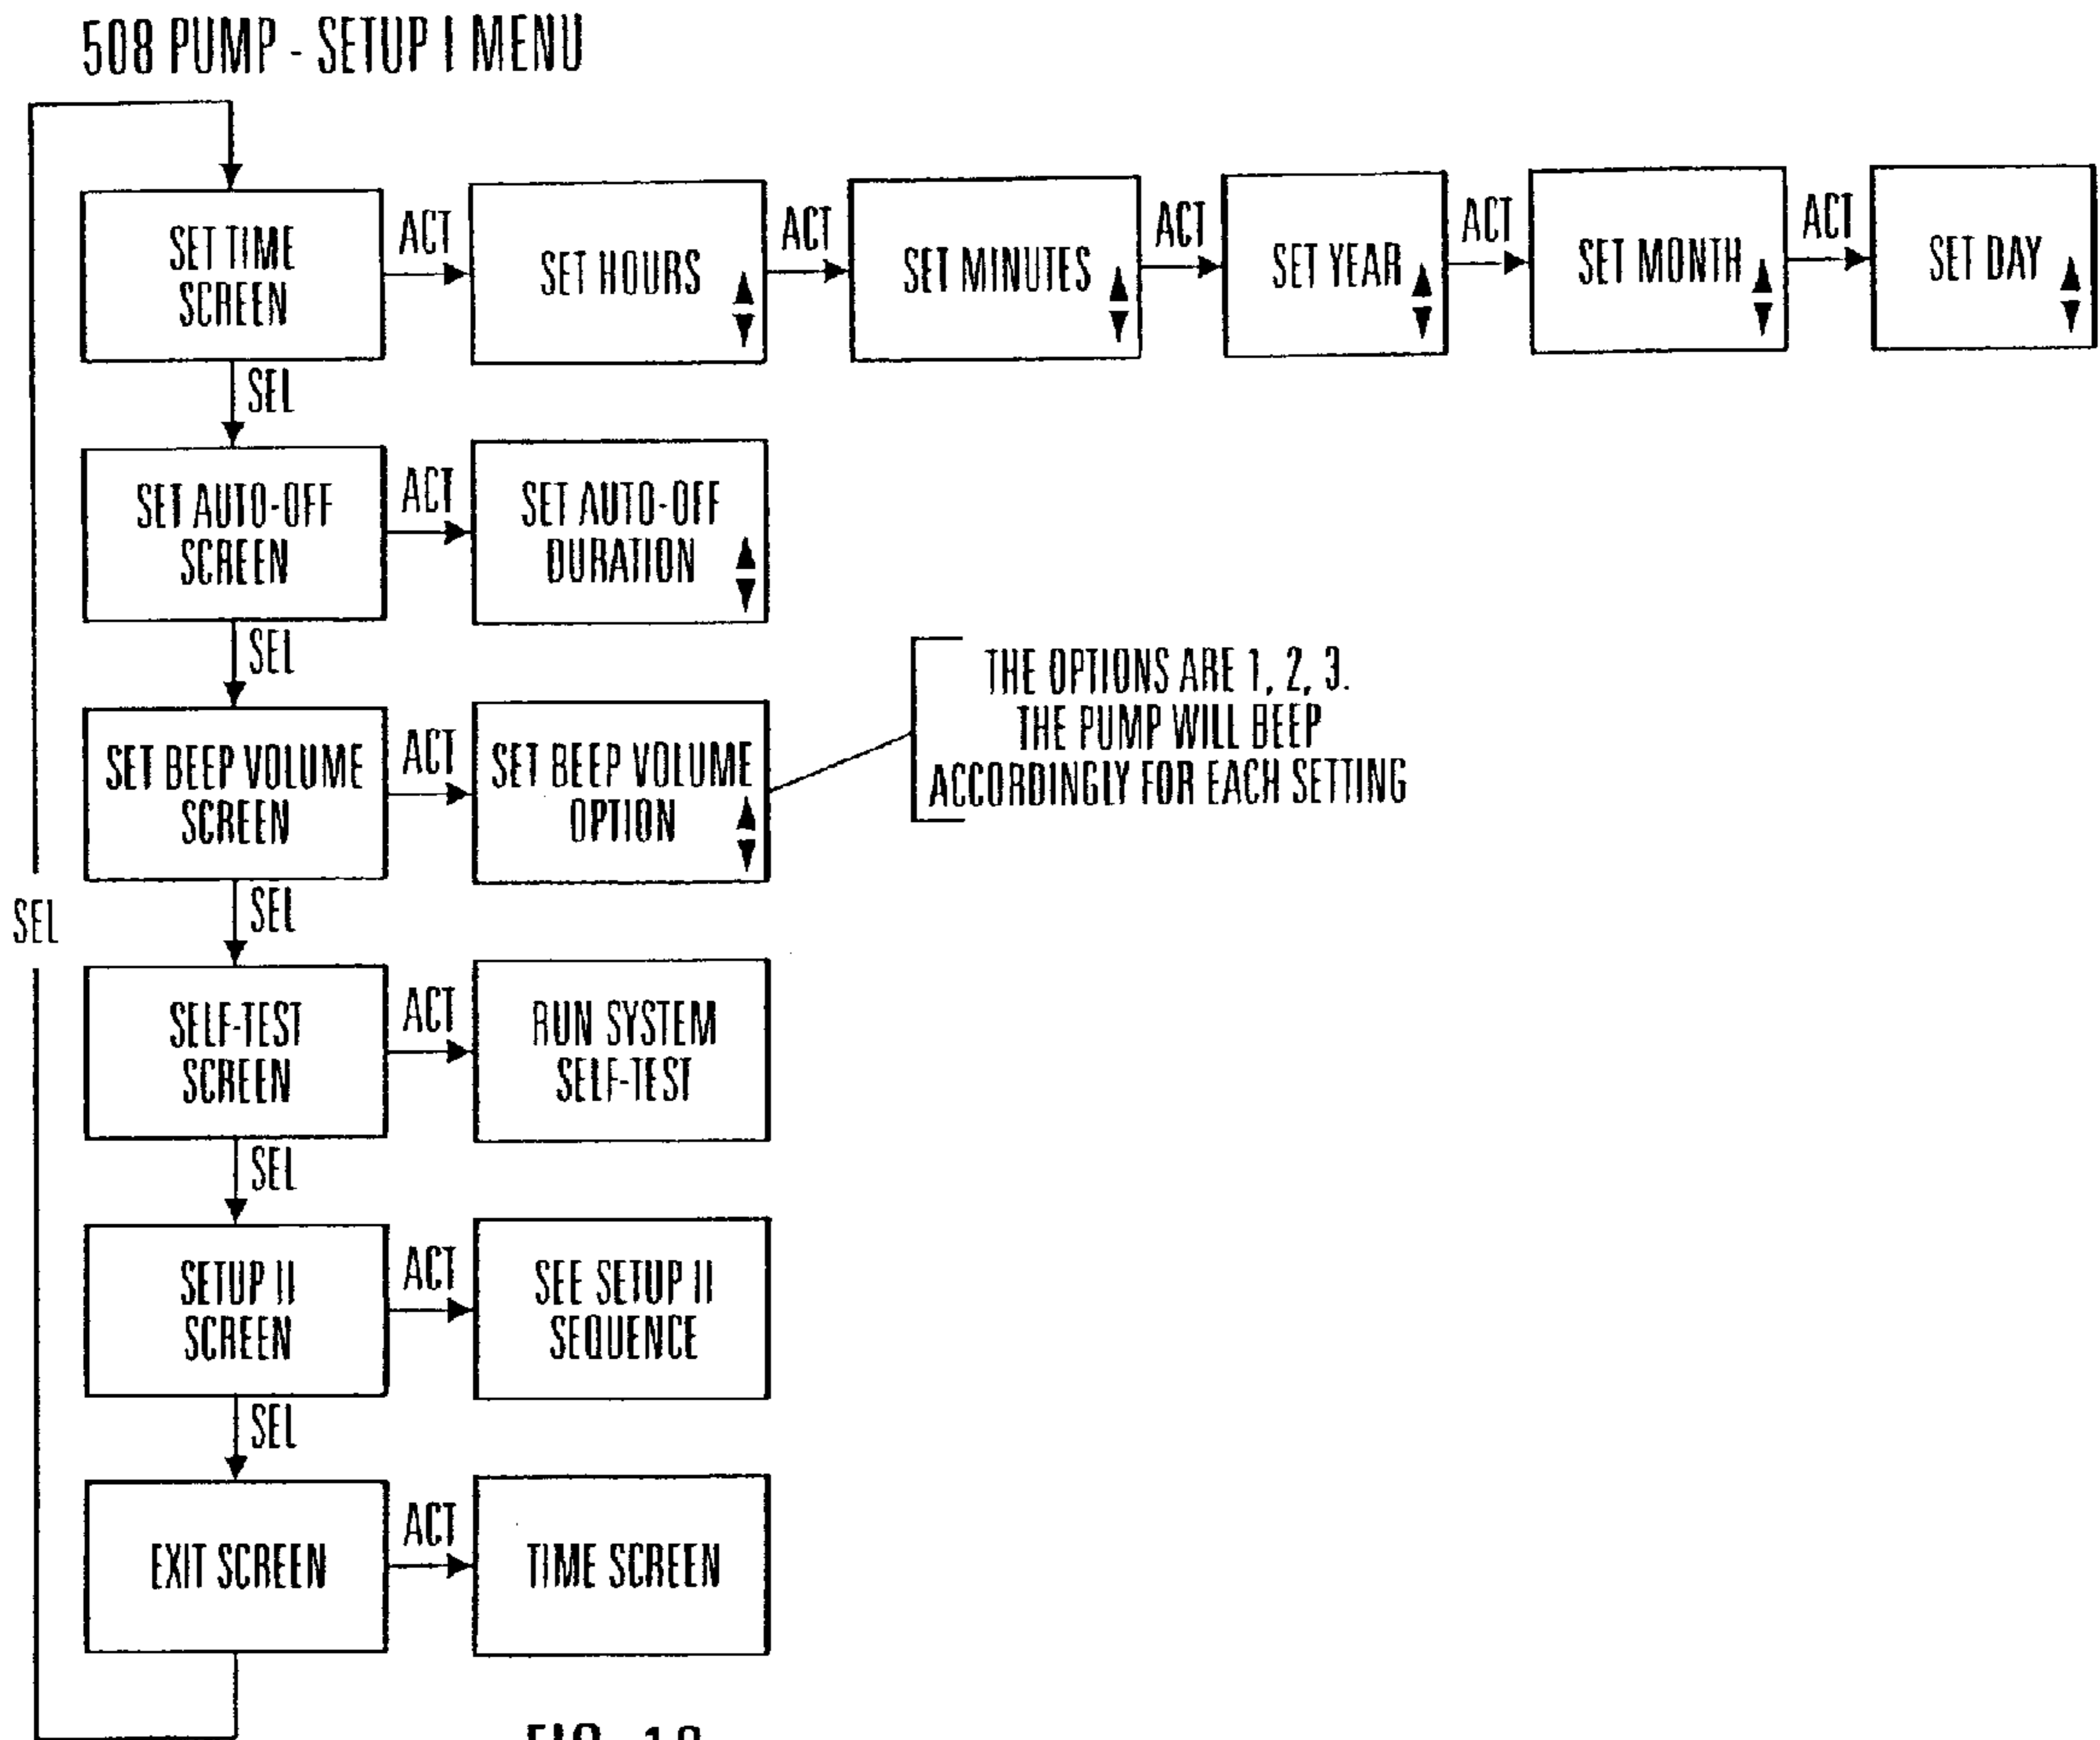 508 PUMP - SETUP I MENU
SET TIME
SCREEN
ACT
SET HOURS
ACT
SET MINUTES
ACT
SET YEAR
ACT
SET MONTH
ACT
SET DAY
SEL
SET AUTO-OFF
SCREEN
ACT
SET AUTO-OFF
DURATION
SEL
SET BEEP VOLUME
SCREEN
ACT
SET BEEP VOLUME
OPTION
THE OPTIONS ARE 1, 2, 3.
THE PUMP WILL BEEP
ACCORDINGLY FOR EACH SETTING
SEL
SEL
SELF-TEST
SCREEN
ACT
RUN SYSTEM
SELF-TEST
SEL
SETUP II
SCREEN
ACT
SEE SETUP II
SEQUENCE
SEL
EXIT SCREEN
ACT
TIME SCREEN